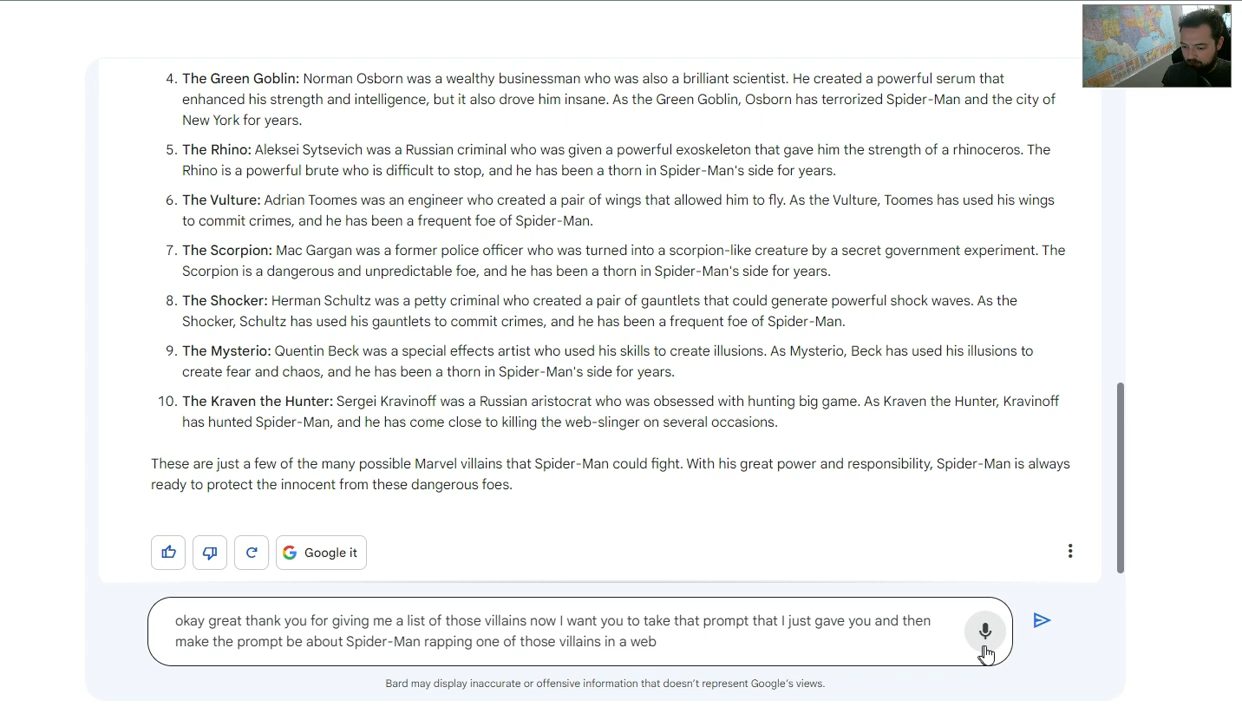 4. The Green Goblin: Norman Osborn was a wealthy businessman who was also a brilliant scientist. He created a powerful serum that
enhanced his strength and intelligence, but it also drove him insane. As the Green Goblin, Osborn has terrorized Spider-Man and the city of
New York for years.
5. The Rhino: Aleksei Sytsevich was a Russian criminal who was given a powerful exoskeleton that gave him the strength of a rhinoceros. The
Rhino is a powerful brute who is difficult to stop, and he has been a thorn in Spider-Man's side for years.
6. The Vulture: Adrian Toomes was an engineer who created a pair of wings that allowed him to fly. As the Vulture, Toomes has used his wings
to commit crimes, and he has been a frequent foe of Spider-Man.
7. The Scorpion: Mac Gargan was a former police officer who was turned into a scorpion-like creature by a secret government experiment. The
Scorpion is a dangerous and unpredictable foe, and he has been a thorn in Spider-Man's side for years.
8. The Shocker: Herman Schultz was a petty criminal who created a pair of gauntlets that could generate powerful shock waves. As the
Shocker, Schultz has used his gauntlets to commit crimes, and he has been a frequent foe of Spider-Man.
9. The Mysterio: Quentin Beck was a special effects artist who used his skills to create illusions. As Mysterio, Beck has used his illusions to
create fear and chaos, and he has been a thorn in Spider-Man's side for years.
10. The Kraven the Hunter: Sergei Kravinoff was a Russian aristocrat who was obsessed with hunting big game. As Kraven the Hunter, Kravinoff
has hunted Spider-Man, and he has come close to killing the web-slinger on several occasions.
These are just a few of the many possible Marvel villains that Spider-Man could fight. With his great power and responsibility, Spider-Man is always
ready to protect the innocent from these dangerous foes.
Google it
okay great thank you for giving me a list of those villains now I want you to take that prompt that I just gave you and then
make the prompt be about Spider-Man rapping one of those villains in a web
Bard may display inaccurate or offensive information that doesn't represent Google's views.